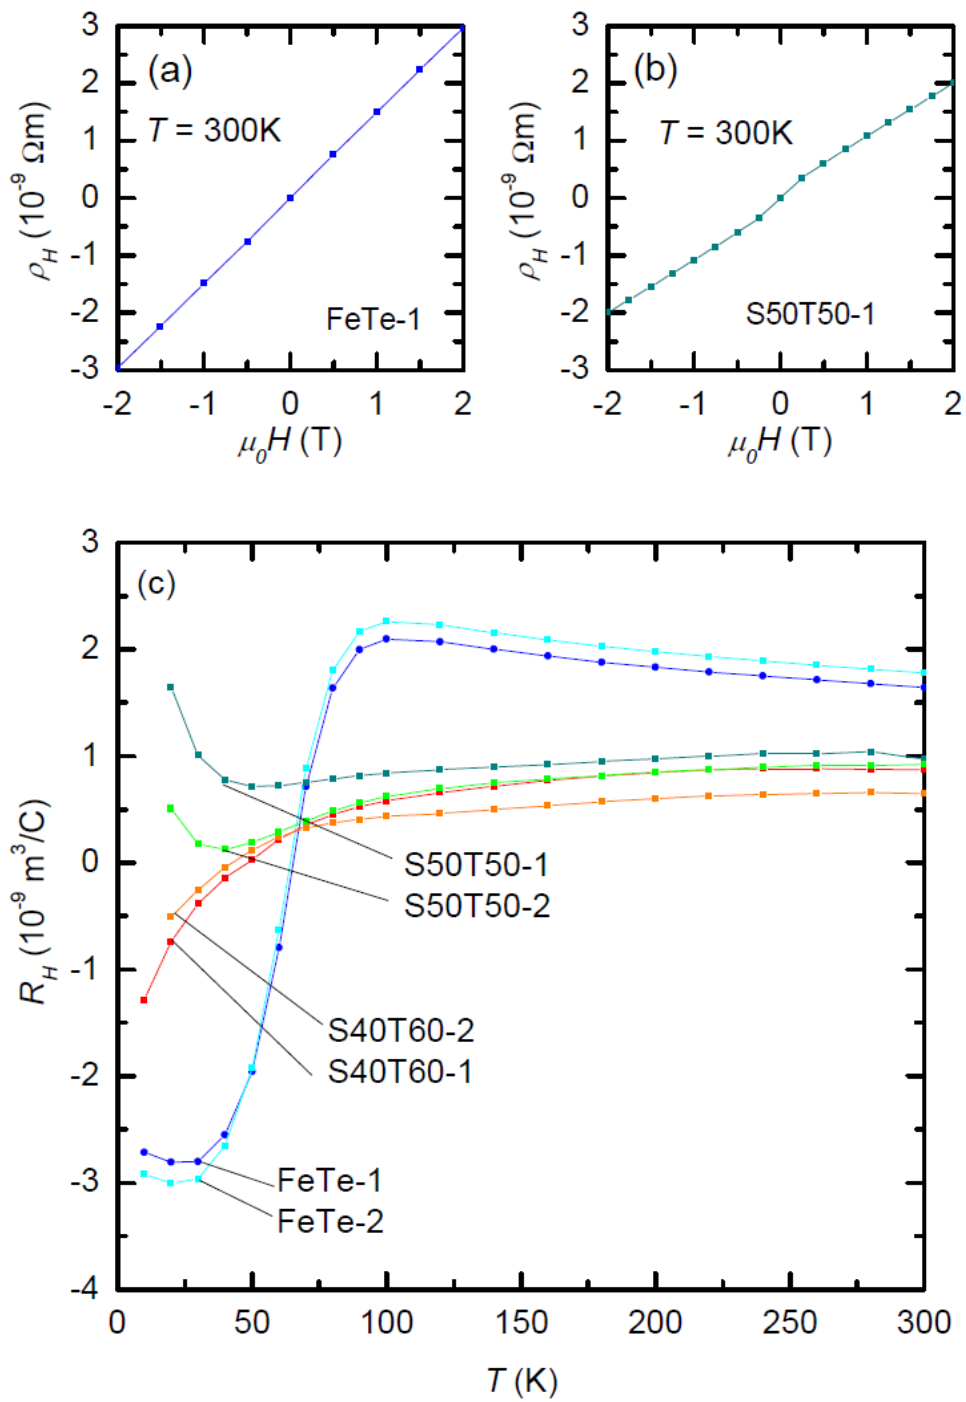 3
2
1
0
-1
-2
-3
ρH (10-9 Ωm)
(a)
T = 300K
FeTe-1
-2 -1 0 1 2
μ0H (T)
3
2
1
0
-1
-2
-3
ρH (10-9 Ωm)
(b)
T = 300K
S50T50-1
-2 -1 0 1 2
μ0H (T)
3
2
1
0
-1
-2
-3
-4
RH (10-9 m3/C)
(c)
S50T50-1
S50T50-2
S40T60-2
S40T60-1
FeTe-1
FeTe-2
0 50 100 150 200 250 300
T (K)